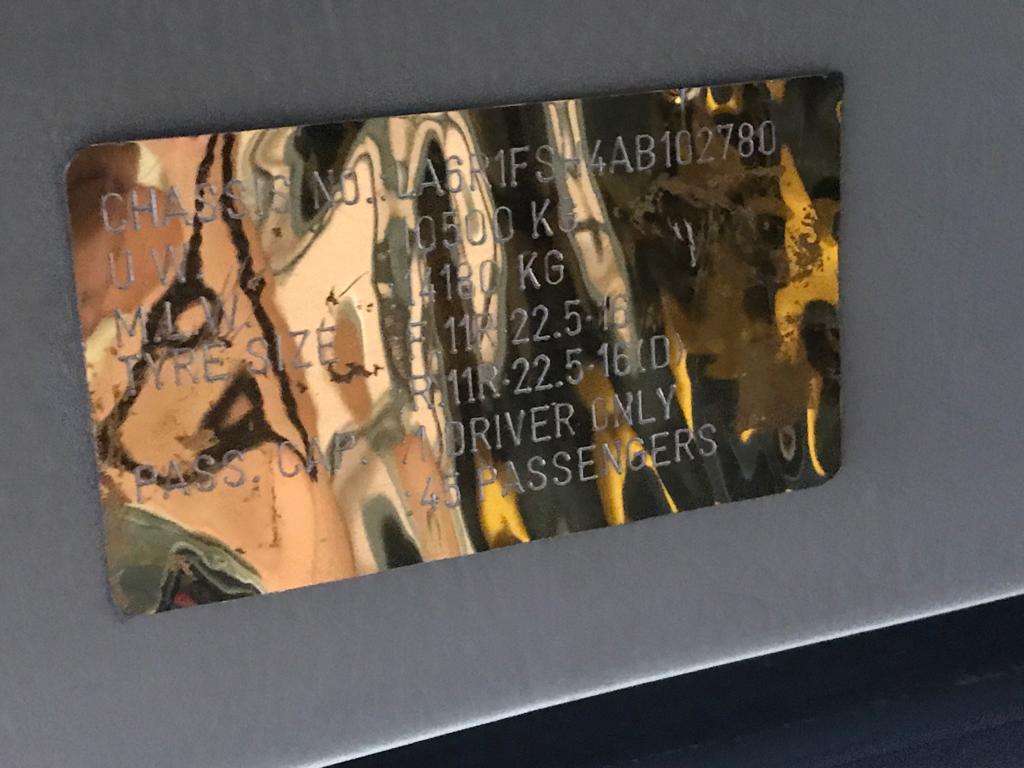 CHASSIS NO.: LA6R1FSH4AB102780
U.W. : 10500 KG
M.L.W. : 14180 KG
TYRE SIZE : F: 11R·22.5·16
R: 11R·22.5·16(D)
PASS. CAP. : 1 DRIVER ONLY
: 45 PASSENGERS